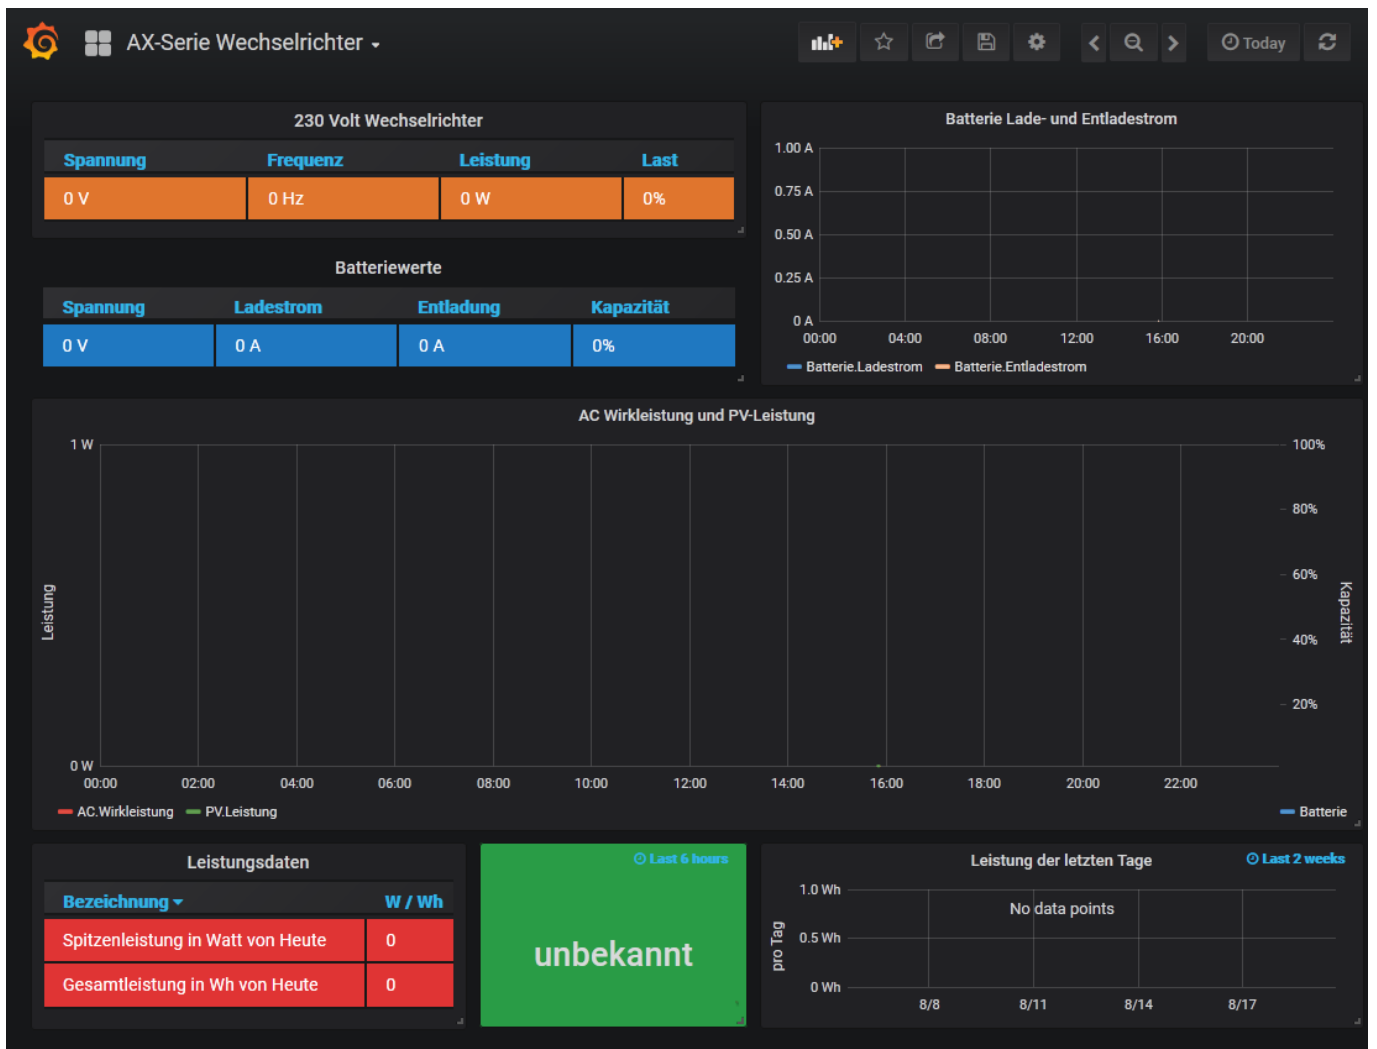 AX-Serie Wechselrichter
Today
230 Volt Wechselrichter
Spannung Frequenz Leistung Last
0 V 0 Hz 0 W 0%
Batteriewerte
Spannung Ladestrom Entladung Kapazität
0 V 0 A 0 A 0%
Batterie Lade- und Entladestrom
1.00 A
0.75 A
0.50 A
0.25 A
0 A
00:00 04:00 08:00 12:00 16:00 20:00
Batterie.Ladestrom Batterie.Entladestrom
AC Wirkleistung und PV-Leistung
1 W
0 W
Leistung
100%
80%
60%
40%
20%
Kapazität
00:00 02:00 04:00 06:00 08:00 10:00 12:00 14:00 16:00 18:00 20:00 22:00
AC.Wirkleistung PV.Leistung Batterie
Leistungsdaten
Bezeichnung W / Wh
Spitzenleistung in Watt von Heute 0
Gesamtleistung in Wh von Heute 0
Last 6 hours
unbekannt
Leistung der letzten Tage Last 2 weeks
1.0 Wh
0.5 Wh
0 Wh
pro Tag
No data points
8/8 8/11 8/14 8/17